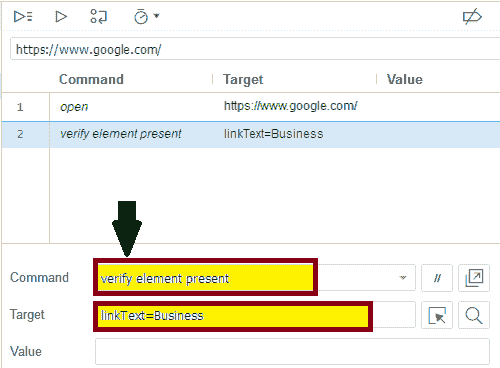 https://www.google.com/
Command Target Value
1 open https://www.google.com/
2 verify element present linkText=Business
Command verify element present //
Target linkText=Business
Value